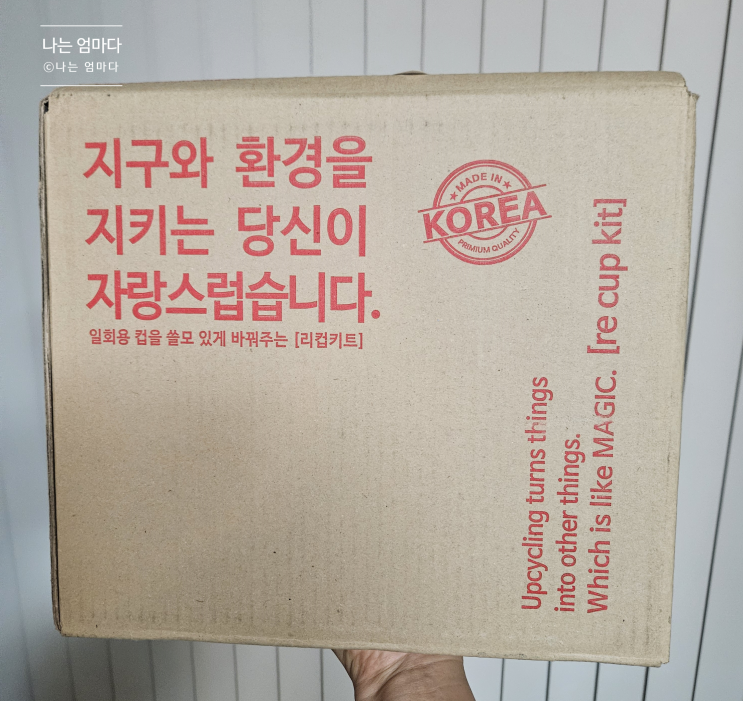 나는 엄마다
©나는 엄마다
지구와 환경을
지키는 당신이
자랑스럽습니다.
일회용 컵을 쓸모 있게 바꿔주는 [리컵키트]
★ MADE IN ★
KOREA
PRIMIUM QUALITY
Upcycling turns things
into other things.
Which is like MAGIC. [re cup kit]